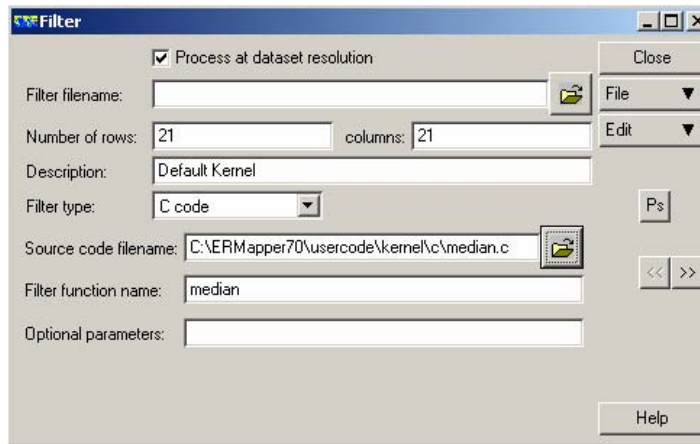 Filter
Process at dataset resolution
Close
Filter filename:
File
Number of rows: 21 columns: 21
Edit
Description: Default Kernel
Filter type: C code
Ps
Source code filename: C:\ERMapper70\usercode\kernel\c\median.c
<< >>
Filter function name: median
Optional parameters:
Help